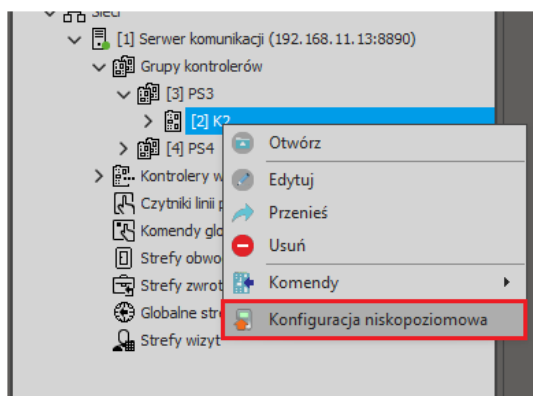 Sieci
[1] Serwer komunikacji (192.168.11.13:8890)
Grupy kontrolerów
[3] PS3
[2] K2
[4] PS4
Kontrolery w
Czytniki linii
Komendy glo
Strefy obwo
Strefy zwrot
Globalne stre
Strefy wizyt
Otwórz
Edytuj
Przenieś
Usuń
Komendy
Konfiguracja niskopoziomowa